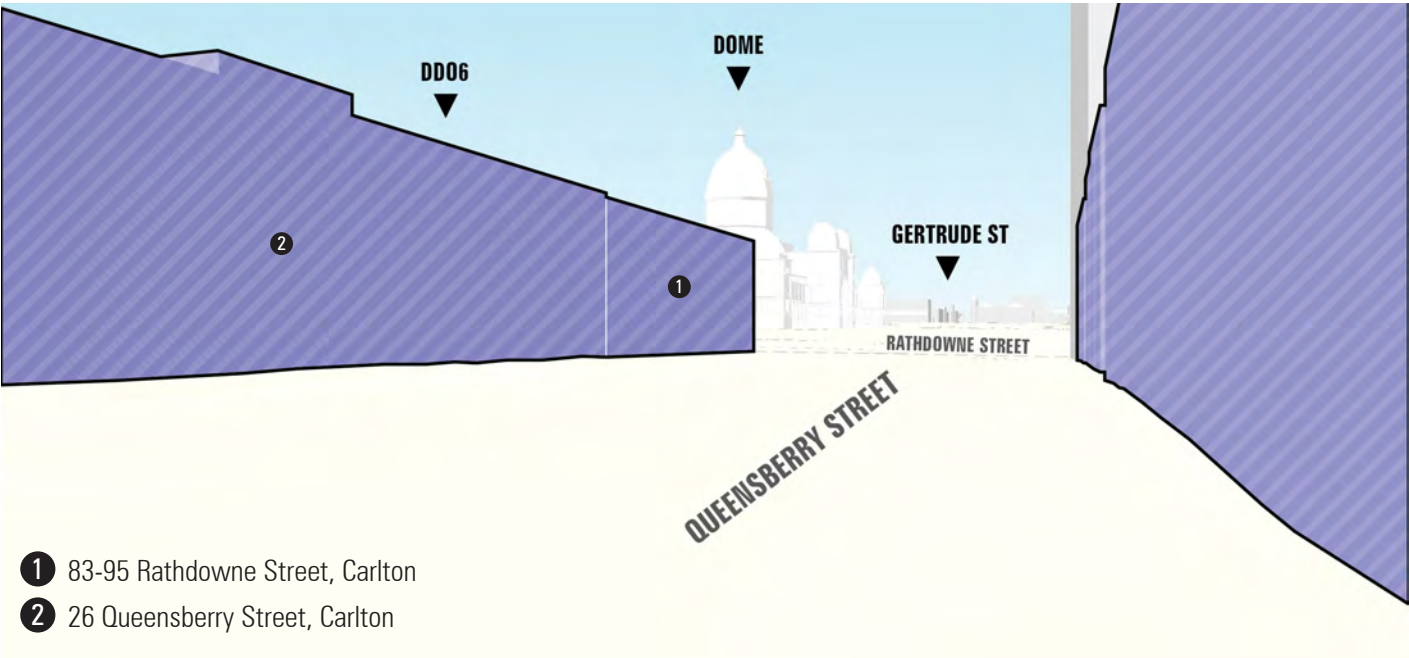 DOME
DDO6
2
GERTRUDE ST
1
RATHDOWNE STREET
QUEENSBERRY STREET
1 83-95 Rathdowne Street, Carlton
2 26 Queensberry Street, Carlton